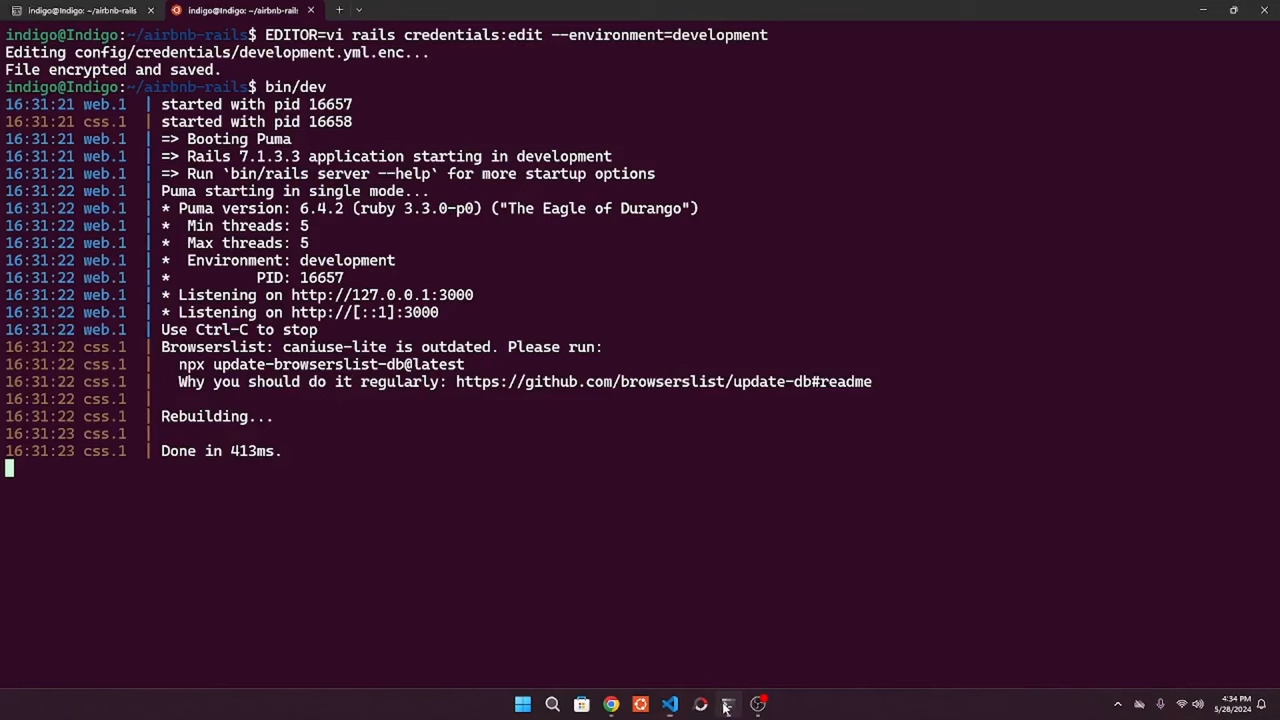 indigo@Indigo: ~/airbnb-rails
indigo@Indigo: ~/airbnb-rails
indigo@Indigo:~/airbnb-rails$ EDITOR=vi rails credentials:edit --environment=development
Editing config/credentials/development.yml.enc...
File encrypted and saved.
indigo@Indigo:~/airbnb-rails$ bin/dev
16:31:21 web.1  | started with pid 16657
16:31:21 css.1  | started with pid 16658
16:31:21 web.1  | => Booting Puma
16:31:21 web.1  | => Rails 7.1.3.3 application starting in development
16:31:21 web.1  | => Run `bin/rails server --help` for more startup options
16:31:22 web.1  | Puma starting in single mode...
16:31:22 web.1  | * Puma version: 6.4.2 (ruby 3.3.0-p0) ("The Eagle of Durango")
16:31:22 web.1  | *  Min threads: 5
16:31:22 web.1  | *  Max threads: 5
16:31:22 web.1  | *  Environment: development
16:31:22 web.1  | *          PID: 16657
16:31:22 web.1  | * Listening on http://127.0.0.1:3000
16:31:22 web.1  | * Listening on http://[::1]:3000
16:31:22 web.1  | Use Ctrl-C to stop
16:31:22 css.1  | Browserslist: caniuse-lite is outdated. Please run:
16:31:22 css.1  |   npx update-browserslist-db@latest
16:31:22 css.1  |   Why you should do it regularly: https://github.com/browserslist/update-db#readme
16:31:22 css.1  |
16:31:22 css.1  | Rebuilding...
16:31:23 css.1  |
16:31:23 css.1  | Done in 413ms.
4:34 PM
5/28/2024